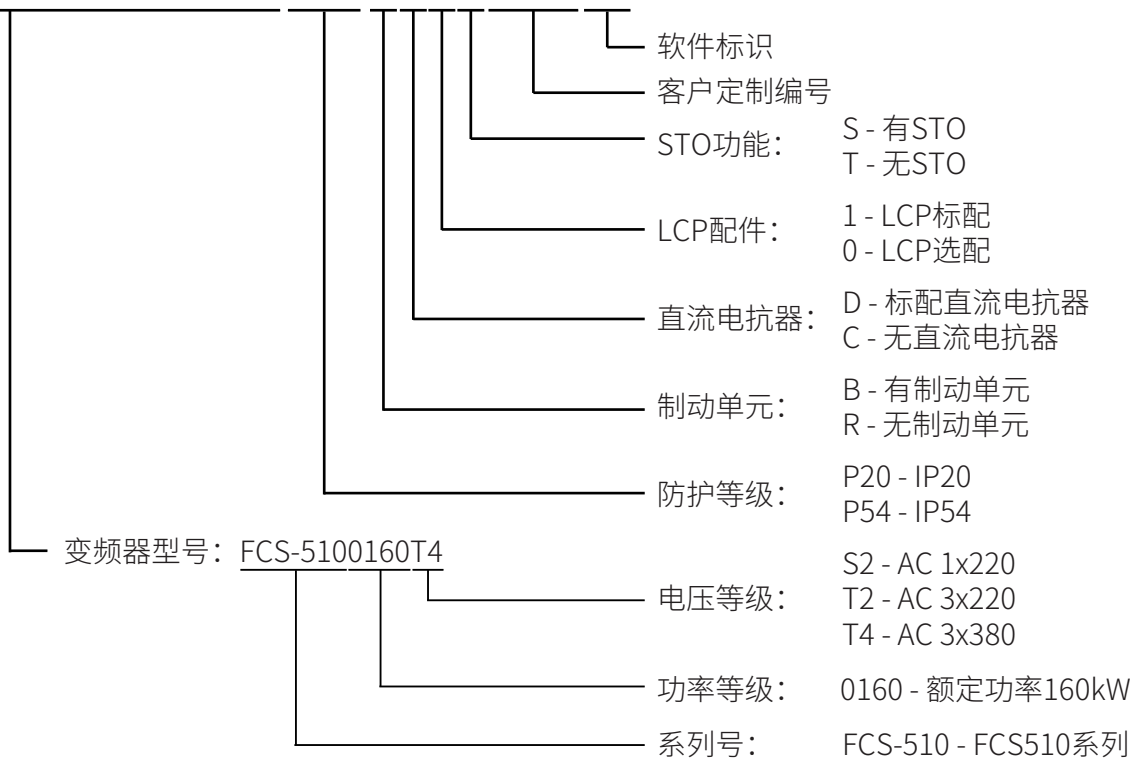 软件标识
客户定制编号
STO功能： S - 有STO
T - 无STO
LCP配件： 1 - LCP标配
0 - LCP选配
直流电抗器： D - 标配直流电抗器
C - 无直流电抗器
制动单元： B - 有制动单元
R - 无制动单元
防护等级： P20 - IP20
P54 - IP54
变频器型号：FCS-5100160T4
电压等级： S2 - AC 1x220
T2 - AC 3x220
T4 - AC 3x380
功率等级： 0160 - 额定功率160kW
系列号： FCS-510 - FCS510系列